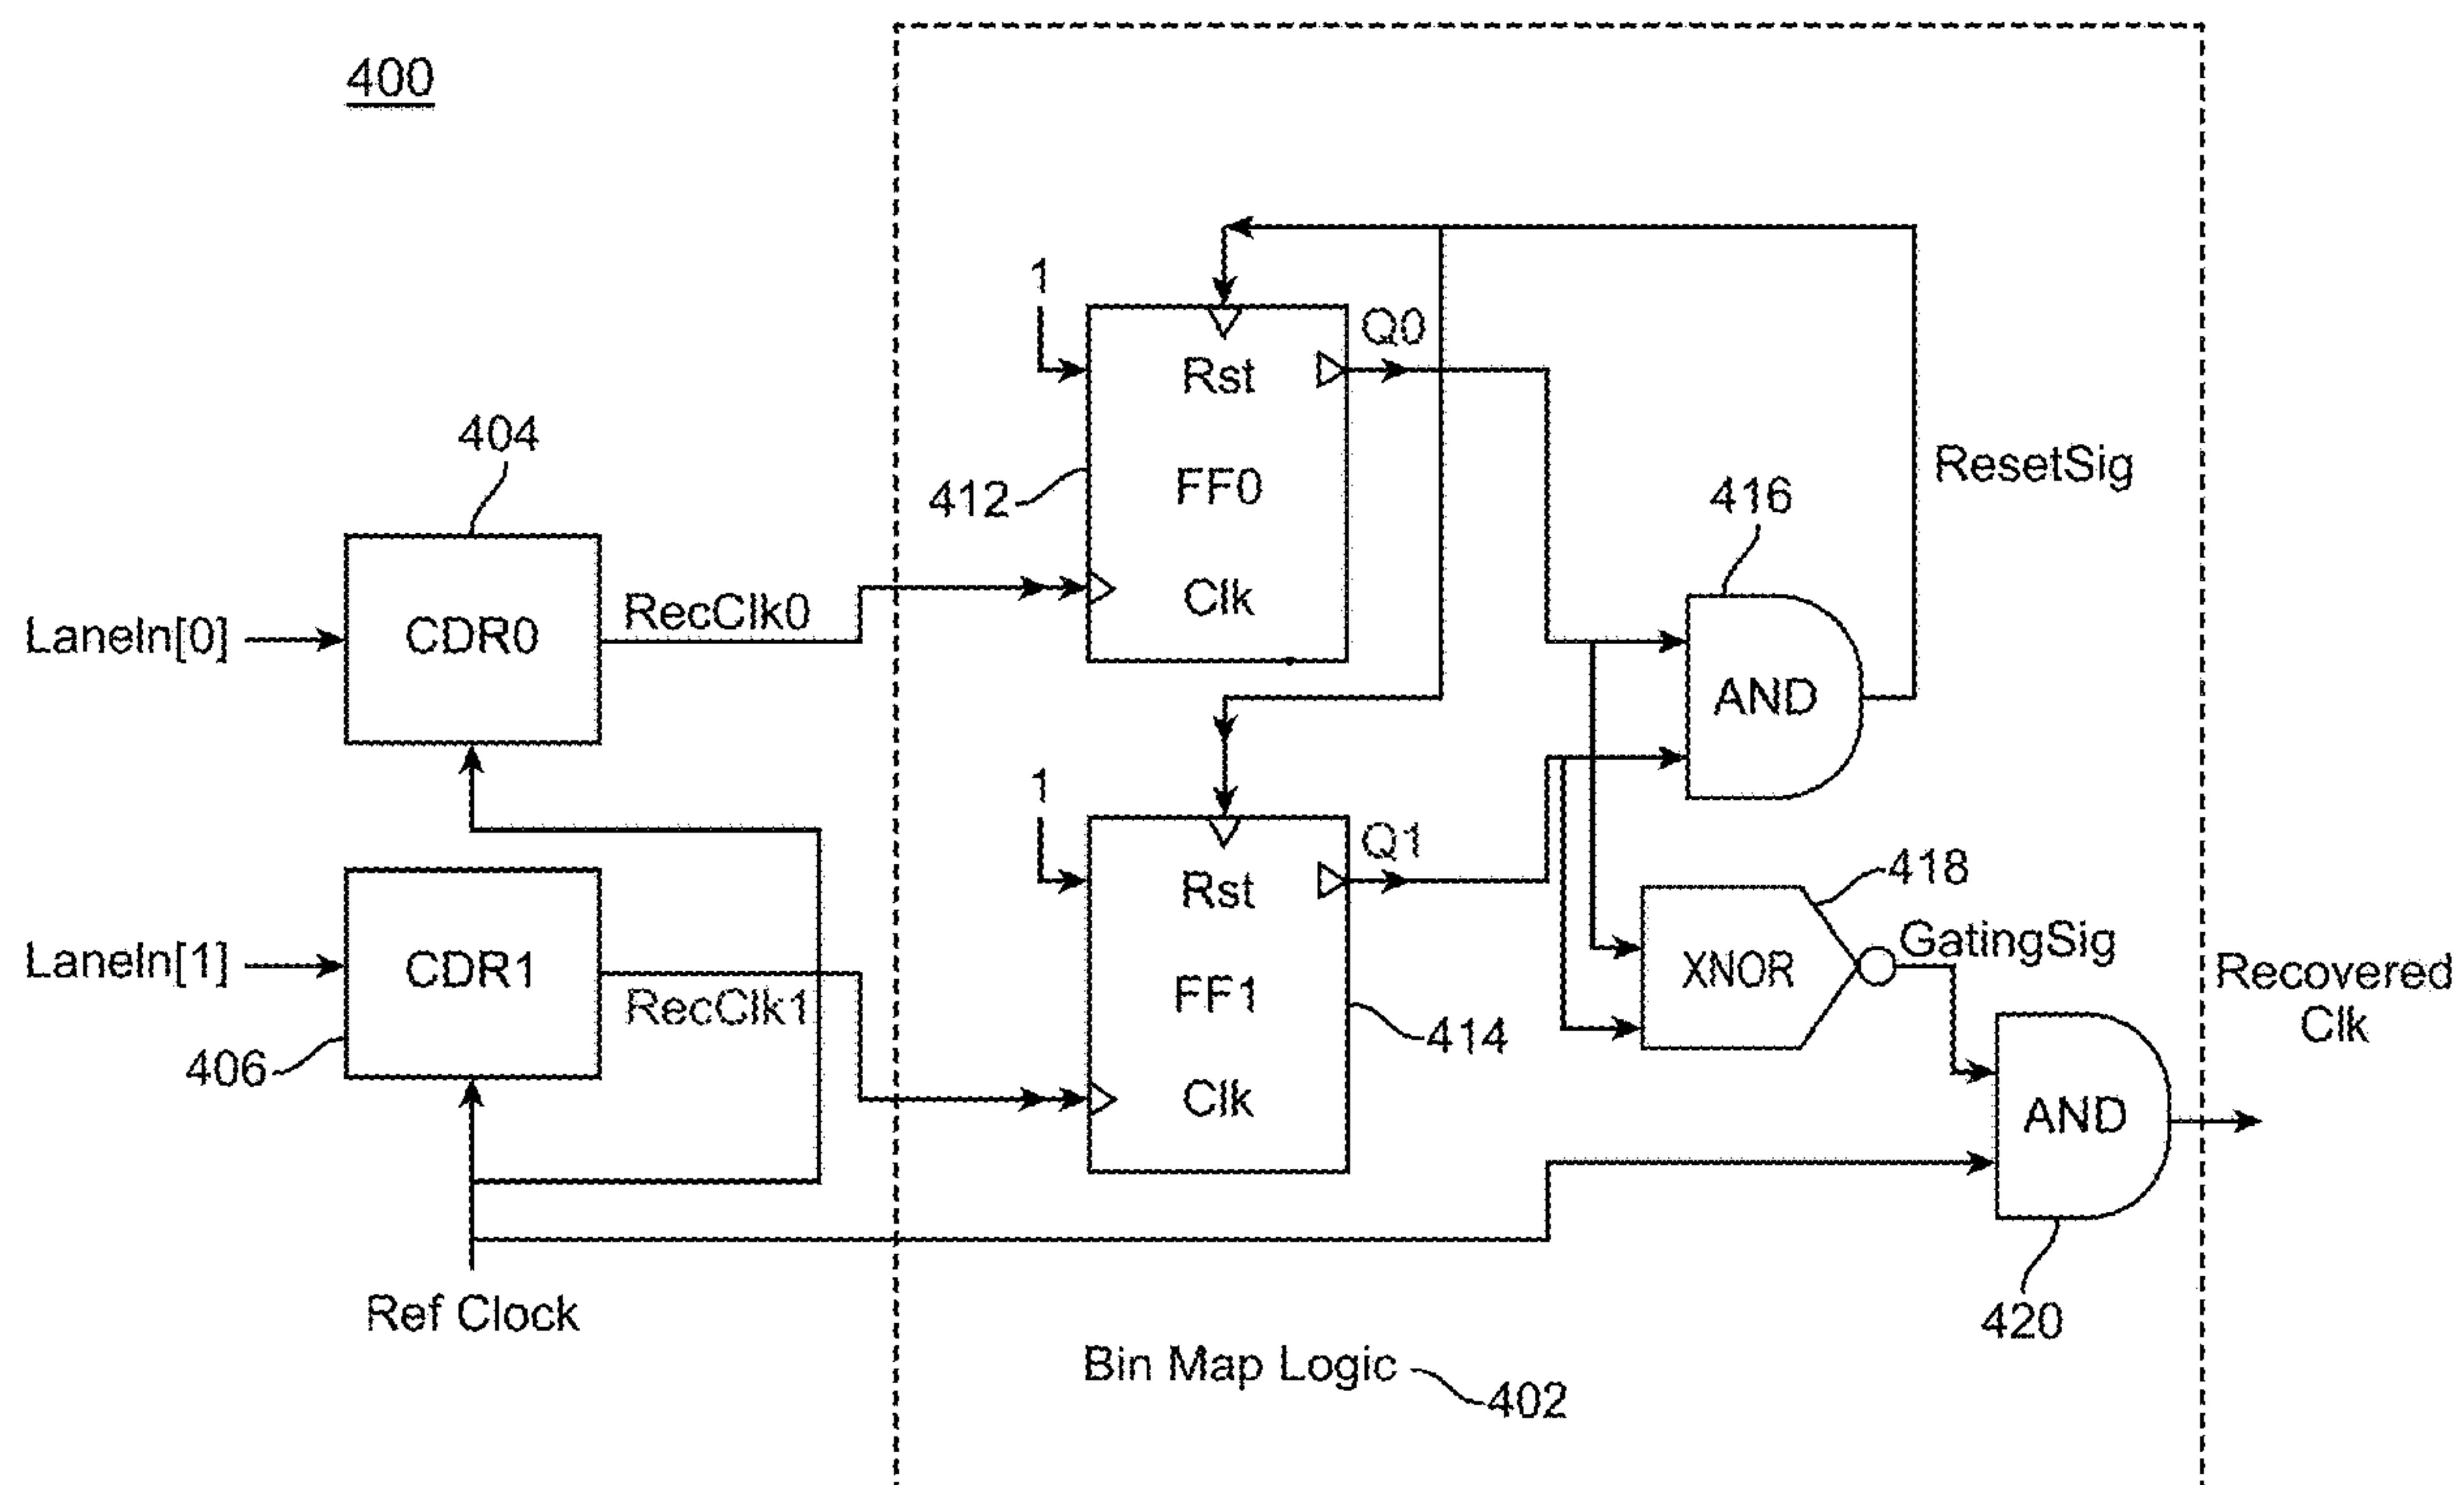 400
1
Q0
Rst
404
412
FF0
416
ResetSig
LaneIn[0]
CDR0
RecClk0
Clk
AND
1
Q1
418
Rst
LaneIn[1]
CDR1
RecClk1
FF1
XNOR
GatingSig
Recovered
Clk
406
414
Clk
AND
Ref Clock
420
Bin Map Logic
402